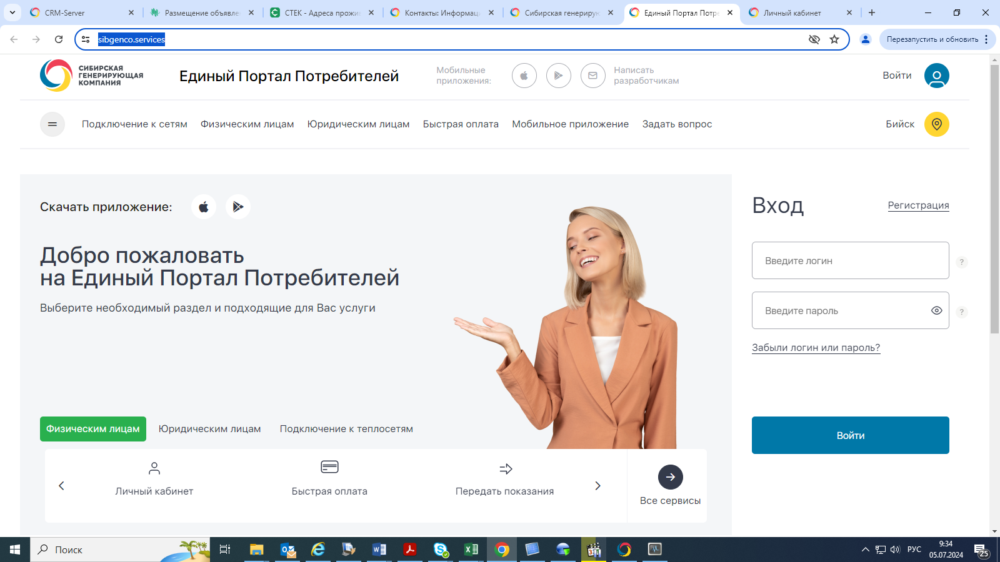 CRM-Server
Размещение объявле
СТЕК - Адреса прожи
Контакты: Информац
Сибирская генерирую
Единый Портал Потре
Личный кабинет
sibgenco.services
Перезапустить и обновить
СИБИРСКАЯ
ГЕНЕРИРУЮЩАЯ
КОМПАНИЯ
Единый Портал Потребителей
Мобильные
приложения:
Написать
разработчикам
Войти
Подключение к сетям
Физическим лицам
Юридическим лицам
Быстрая оплата
Мобильное приложение
Задать вопрос
Бийск
Скачать приложение:
Добро пожаловать
на Единый Портал Потребителей
Выберите необходимый раздел и подходящие для Вас услуги
Физическим лицам
Юридическим лицам
Подключение к теплосетям
Личный кабинет
Быстрая оплата
Передать показания
Все сервисы
Вход
Регистрация
Введите логин
?
Введите пароль
?
Забыли логин или пароль?
Войти
Поиск
РУС
9:34
05.07.2024
25